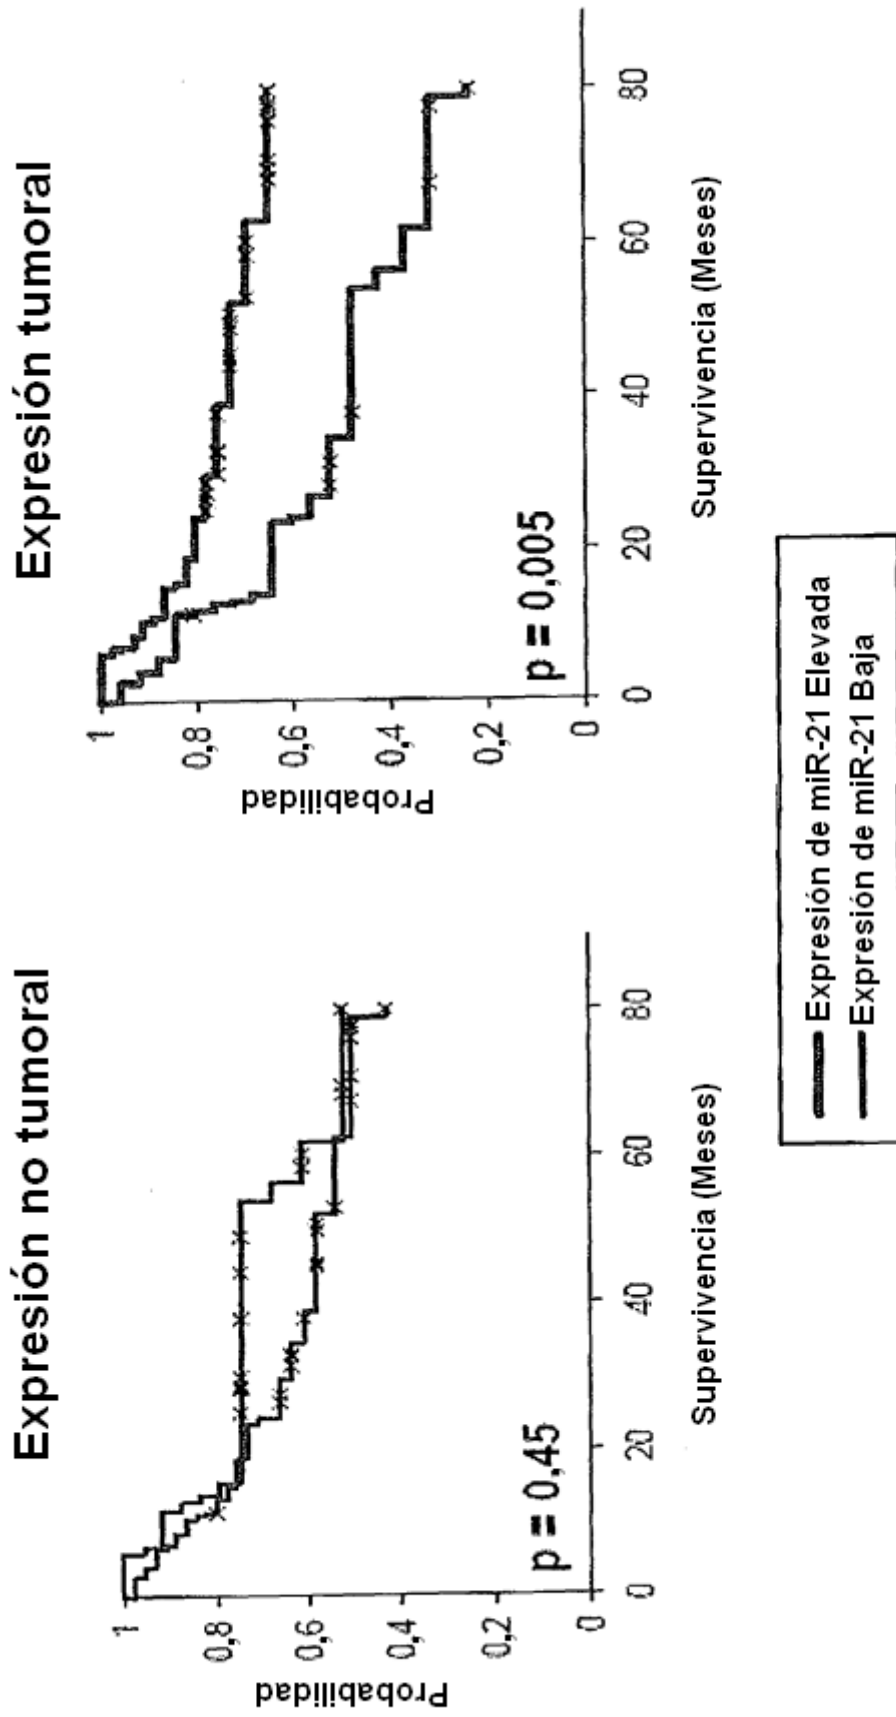 Expresión no tumoral
Probabilidad
1
0,8
0,6
0,4
0,2
0
p = 0,45
0 20 40 60 80
Supervivencia (Meses)
Expresión tumoral
Probabilidad
1
0,8
0,6
0,4
0,2
0
p = 0,005
0 20 40 60 80
Supervivencia (Meses)
Expresión de miR-21 Elevada
Expresión de miR-21 Baja